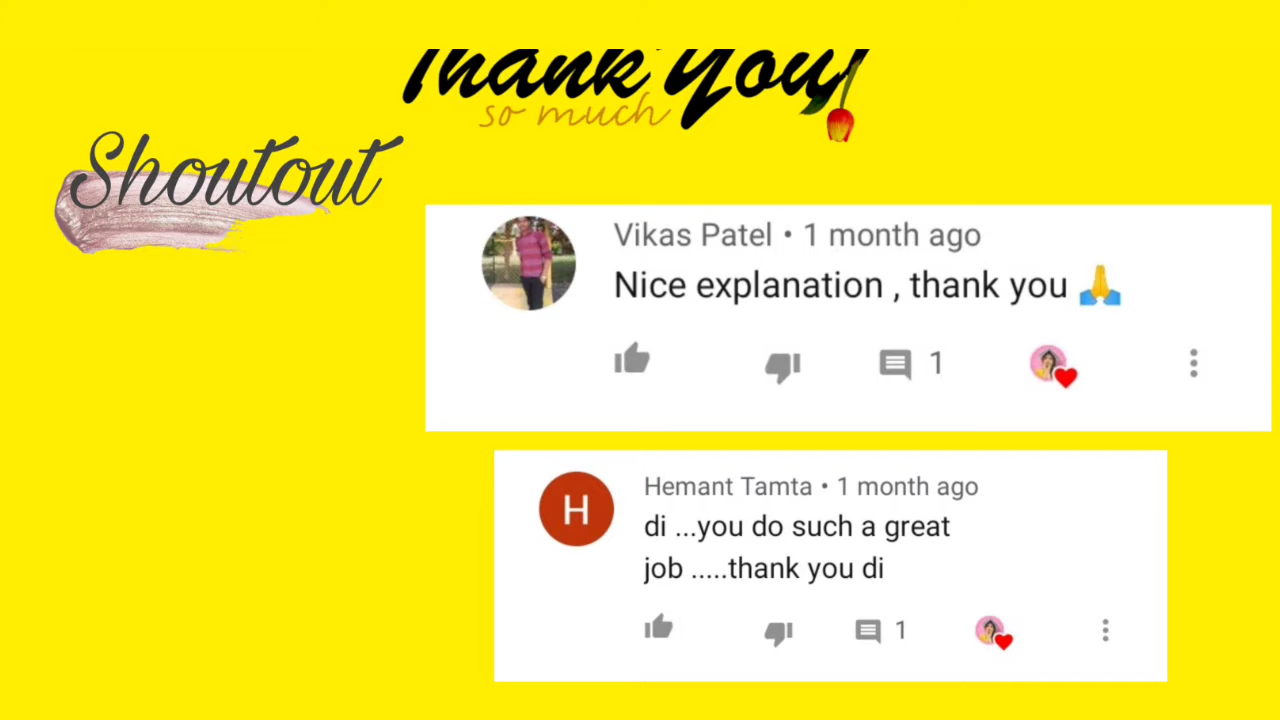 Thank You!
so much
Shoutout
Vikas Patel • 1 month ago
Nice explanation , thank you 🙏
1
H
Hemant Tamta • 1 month ago
di ...you do such a great
job .....thank you di
1